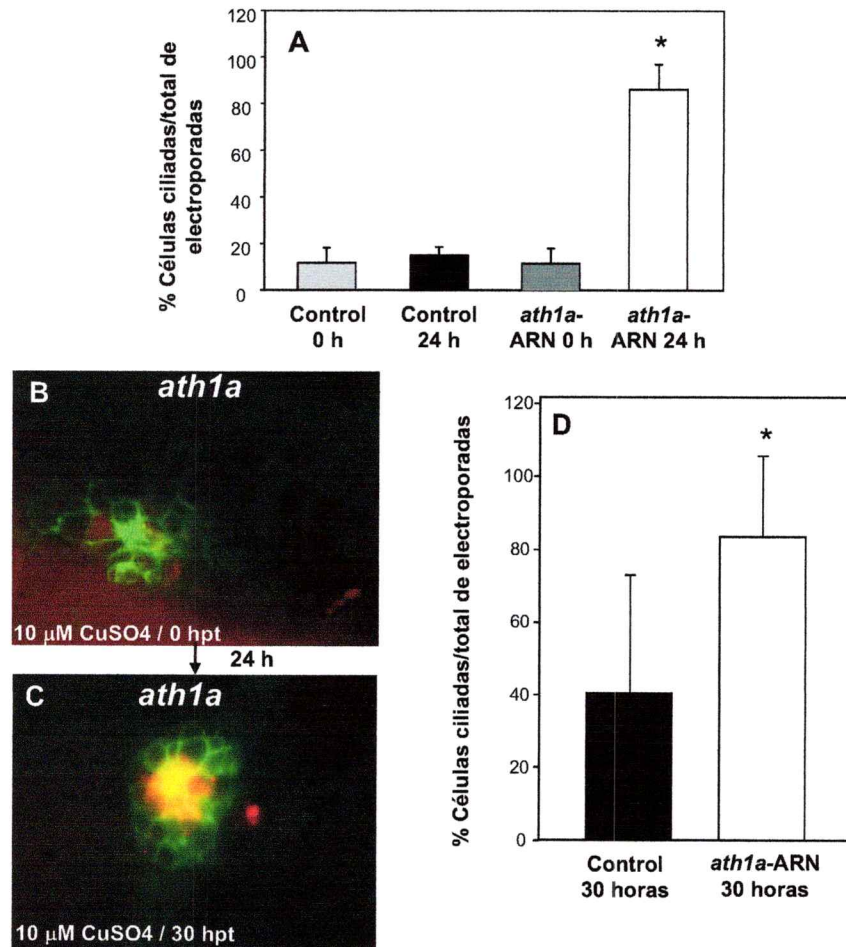 120
100
80
60
40
20
0
A
*
% Células ciliadas/total de
electroporadas
Control
0 h
Control
24 h
ath1a-
ARN 0 h
ath1a-
ARN 24 h
B
ath1a
10 µM CuSO4 / 0 hpt
24 h
C
ath1a
10 µM CuSO4 / 30 hpt
120
100
80
60
40
20
0
D
*
% Células ciliadas/total de electroporadas
Control
30 horas
ath1a-ARN
30 horas